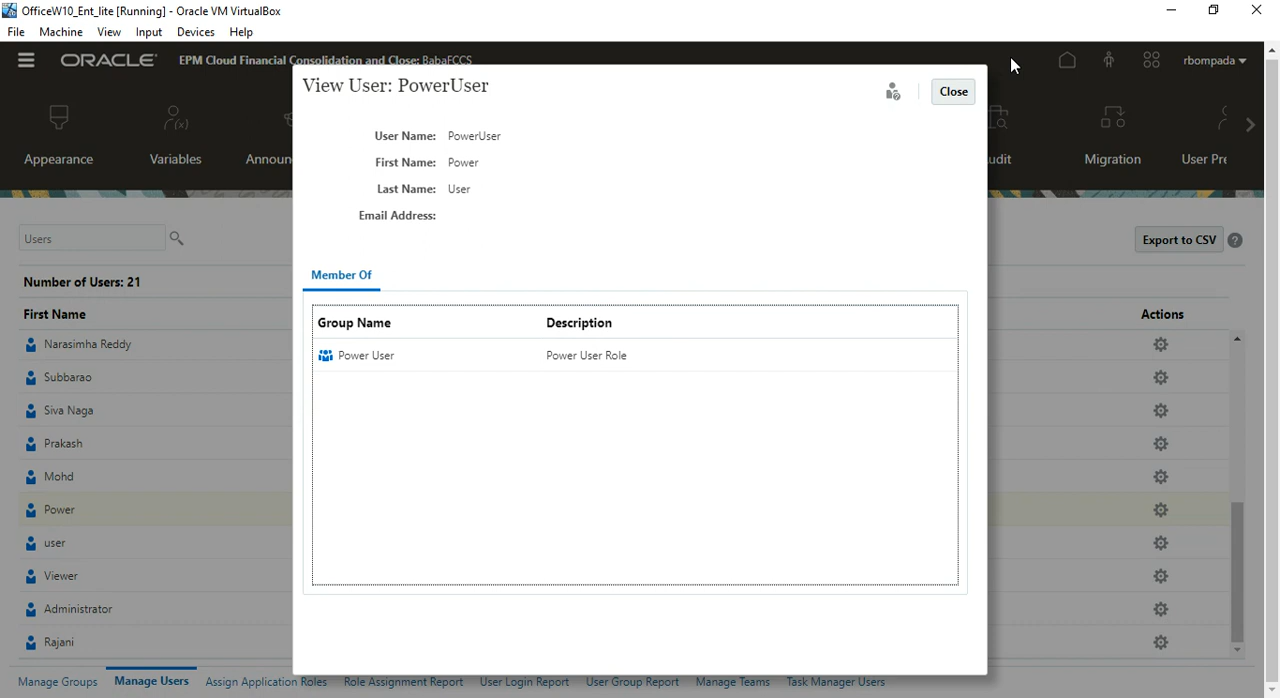 OfficeW10_Ent_lite [Running] - Oracle VM VirtualBox
File Machine View Input Devices Help
ORACLE® EPM Cloud Financial Consolidation and Close: BabaFCCS rbompada
View User: PowerUser
Close
Appearance Variables Announ udit Migration User Pre
User Name: PowerUser
First Name: Power
Last Name: User
Email Address:
Users
Export to CSV
Member Of
Number of Users: 21
First Name Actions
Group Name Description
Power User Power User Role
Narasimha Reddy
Subbarao
Siva Naga
Prakash
Mohd
Power
user
Viewer
Administrator
Rajani
Manage Groups Manage Users Assign Application Roles Role Assignment Report User Login Report User Group Report Manage Teams Task Manager Users